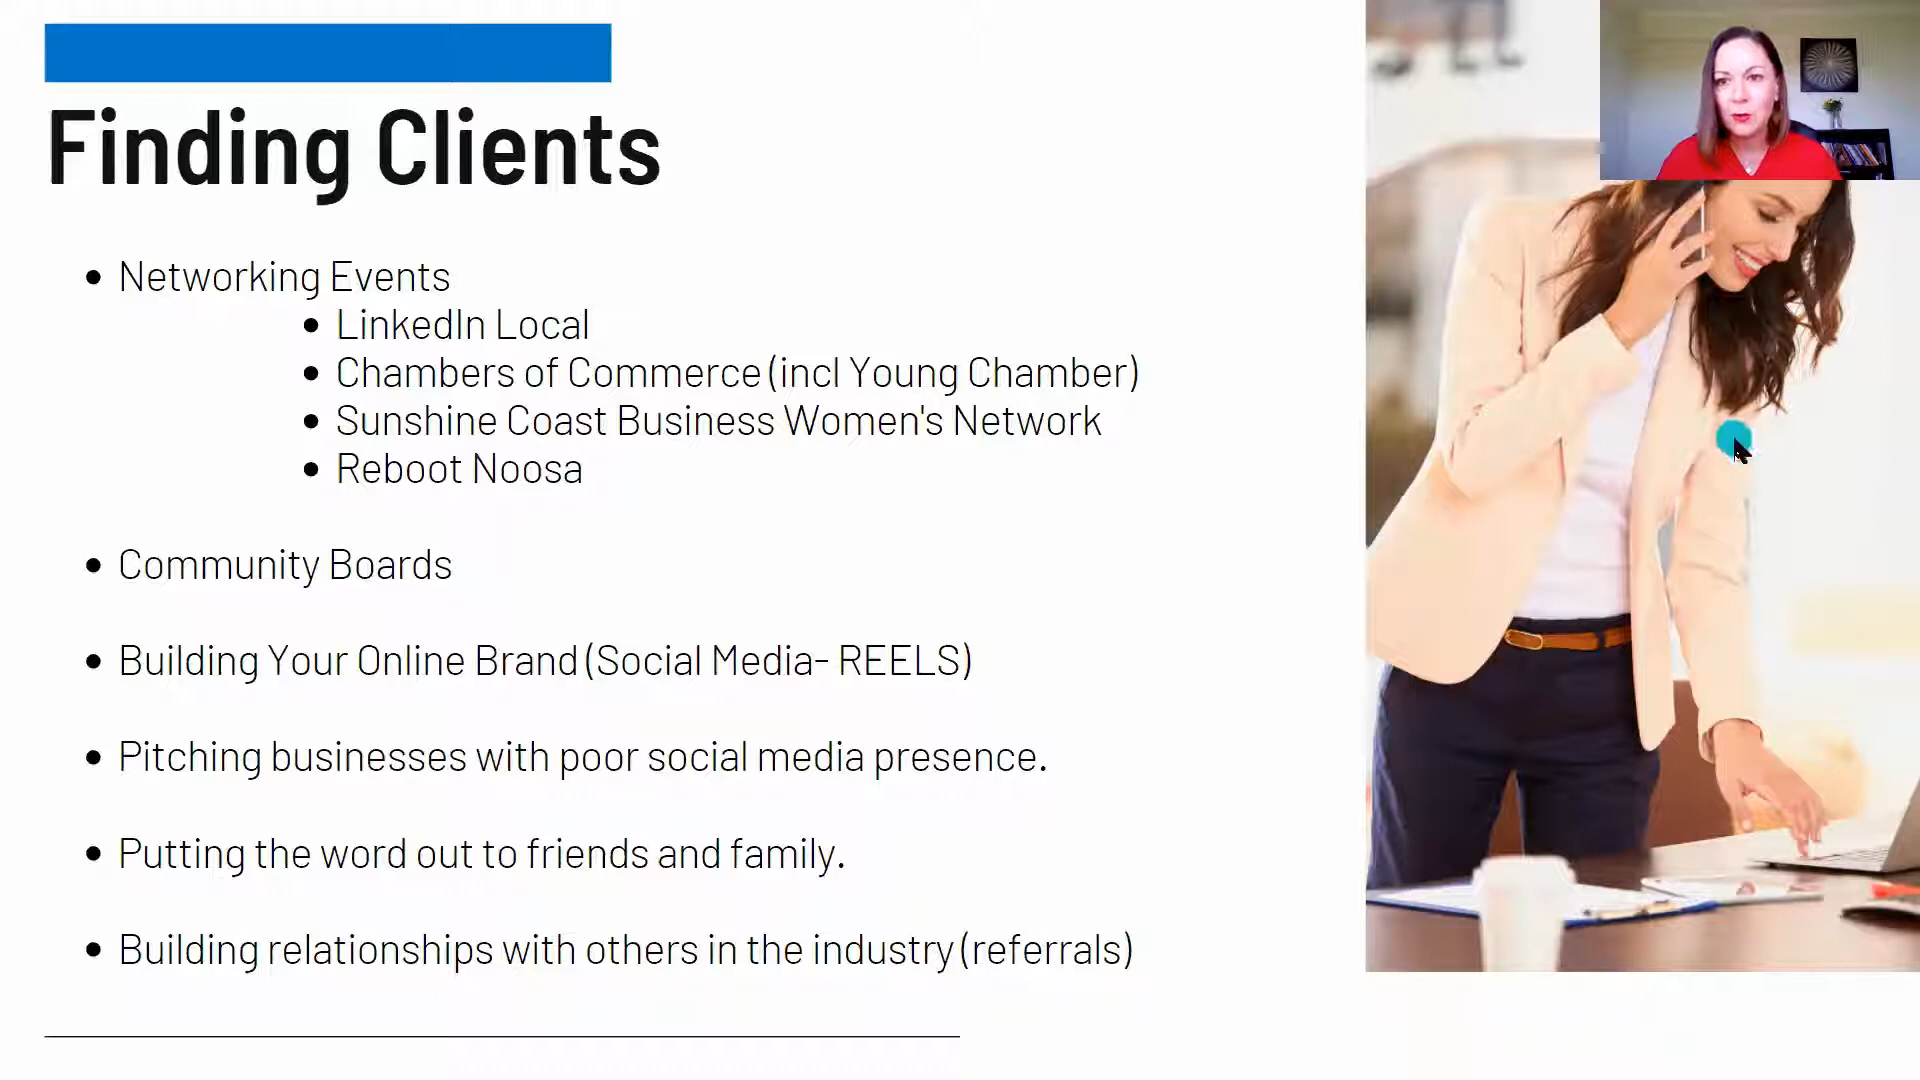 Finding Clients
Networking Events
LinkedIn Local
Chambers of Commerce (incl Young Chamber)
Sunshine Coast Business Women's Network
Reboot Noosa
Community Boards
Building Your Online Brand (Social Media- REELS)
Pitching businesses with poor social media presence.
Putting the word out to friends and family.
Building relationships with others in the industry (referrals)